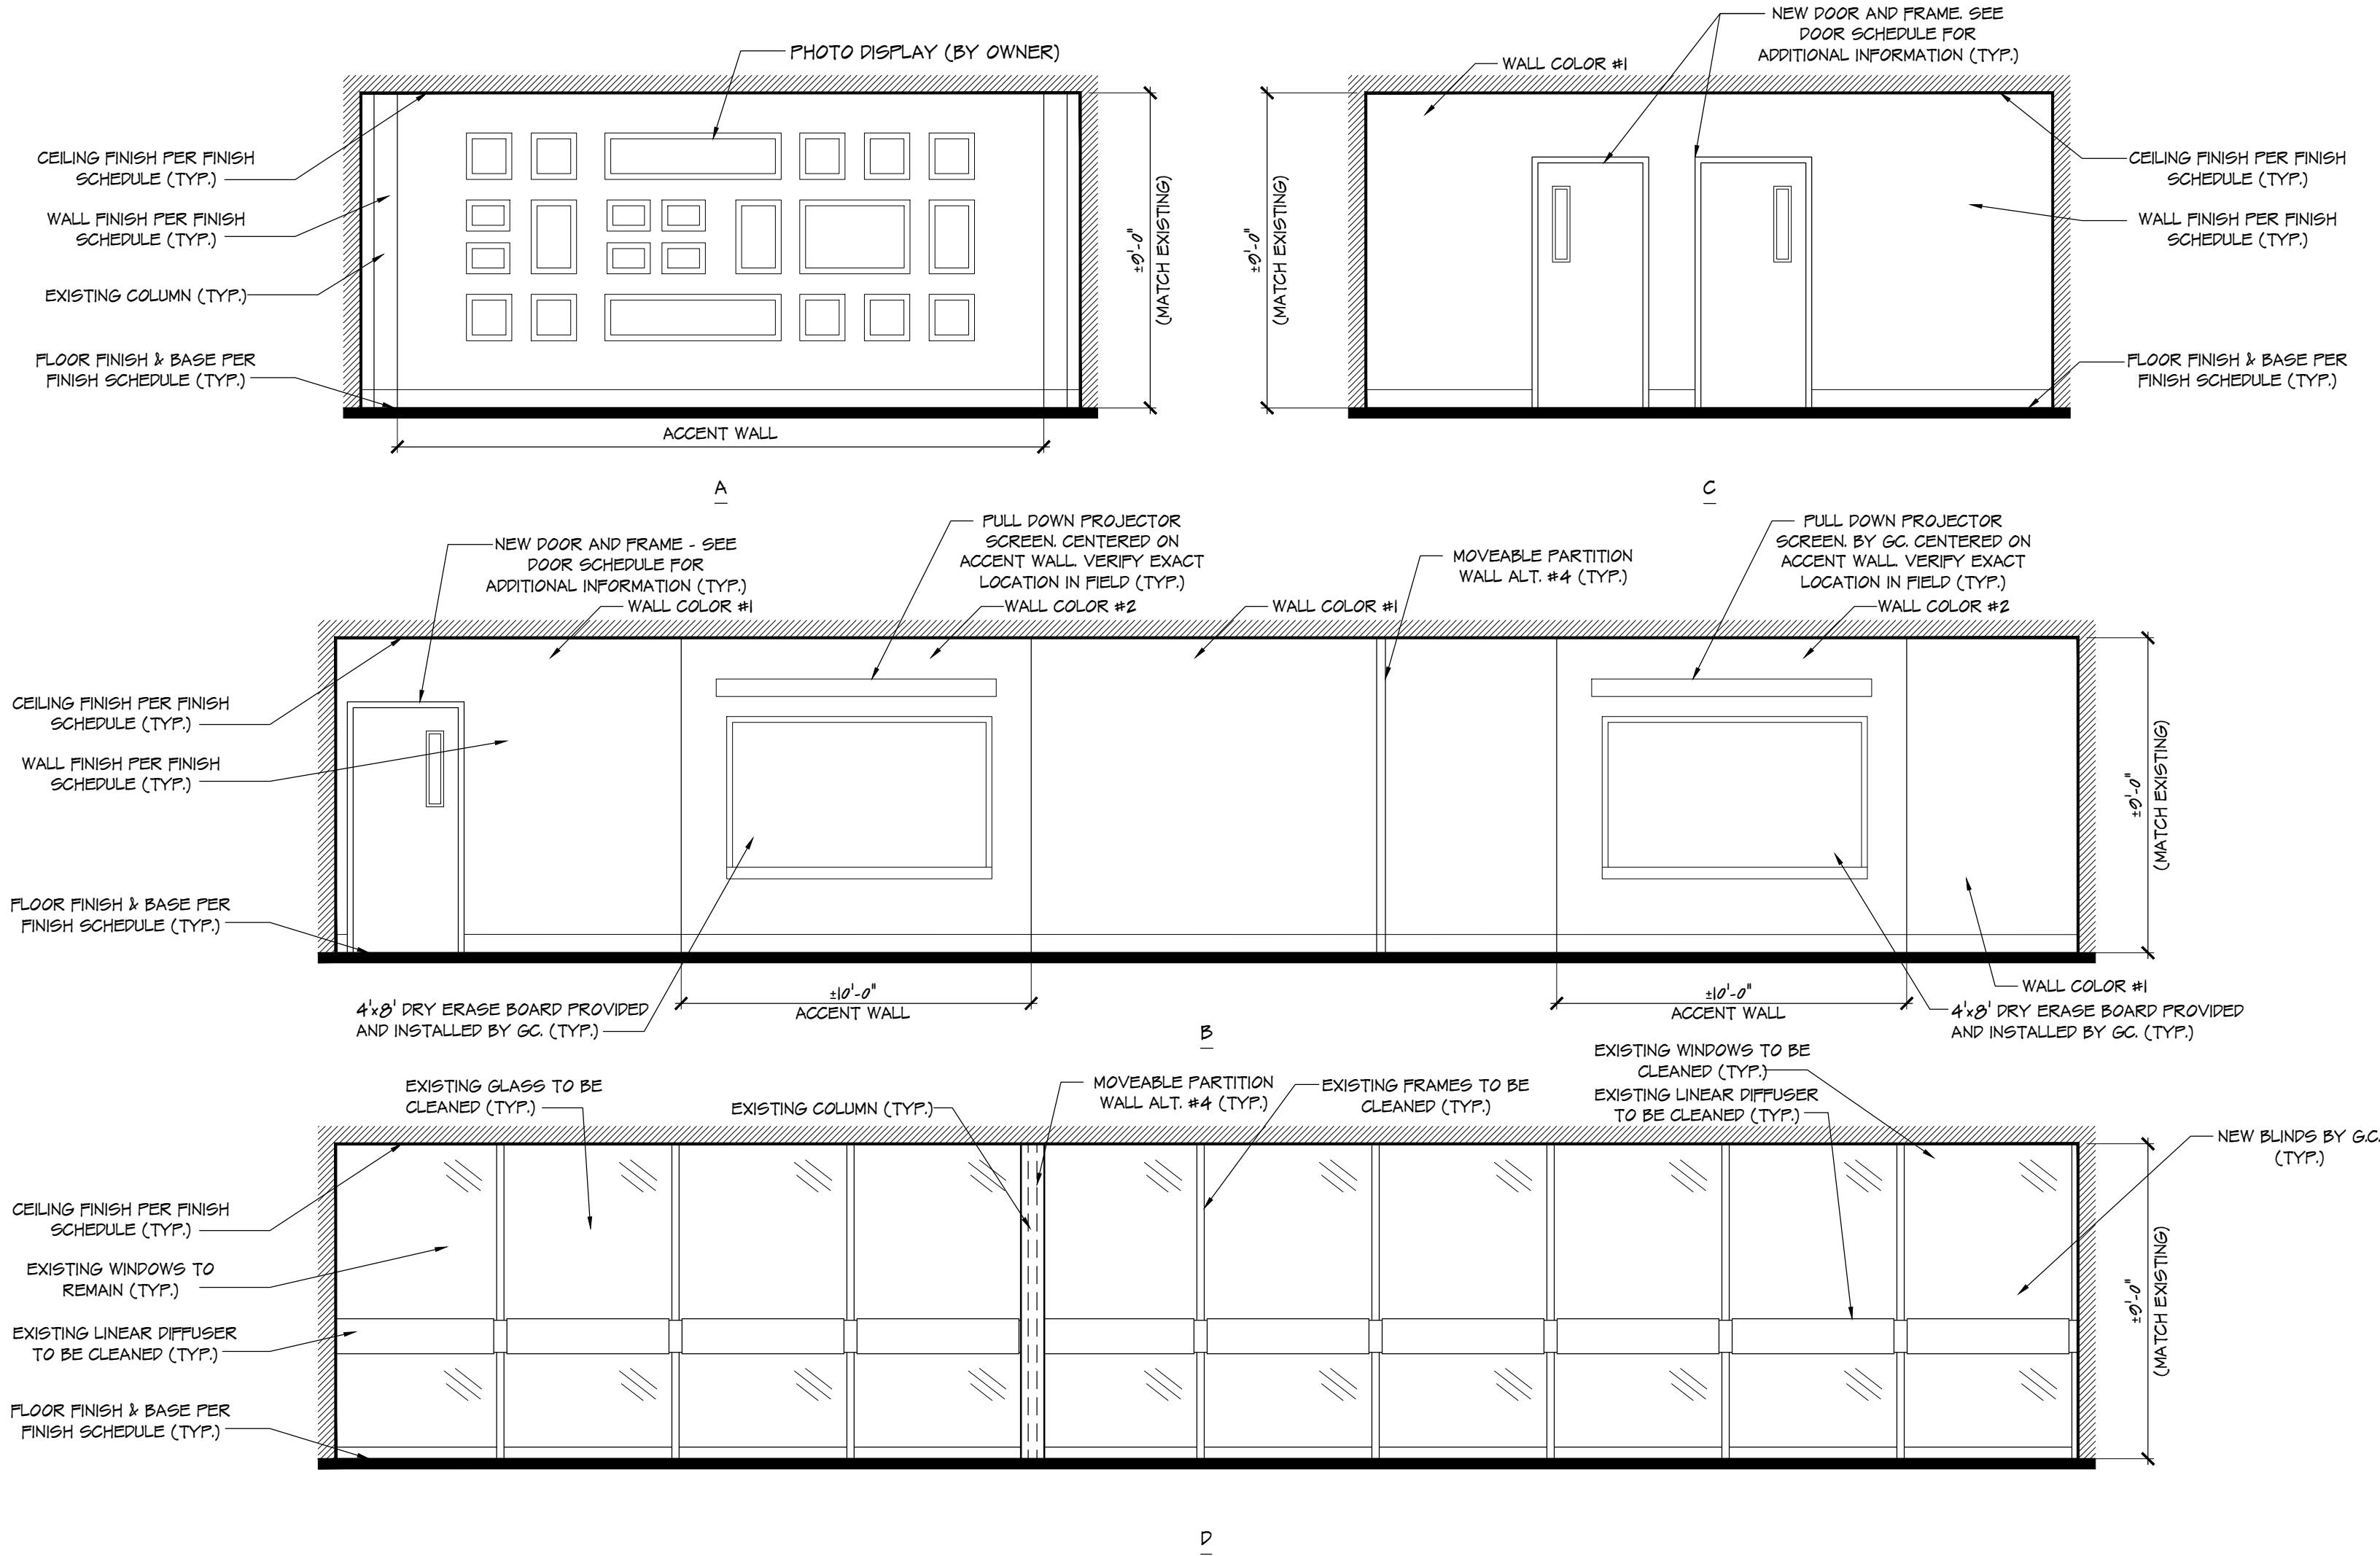 PHOTO DISPLAY (BY OWNER)
CEILING FINISH PER FINISH
SCHEDULE (TYP.)
WALL FINISH PER FINISH
SCHEDULE (TYP.)
EXISTING COLUMN (TYP.)
FLOOR FINISH & BASE PER
FINISH SCHEDULE (TYP.)
±9'-0"
(MATCH EXISTING)
ACCENT WALL
A
NEW DOOR AND FRAME. SEE
DOOR SCHEDULE FOR
ADDITIONAL INFORMATION (TYP.)
WALL COLOR #1
±9'-0"
(MATCH EXISTING)
CEILING FINISH PER FINISH
SCHEDULE (TYP.)
WALL FINISH PER FINISH
SCHEDULE (TYP.)
FLOOR FINISH & BASE PER
FINISH SCHEDULE (TYP.)
C
NEW DOOR AND FRAME - SEE
DOOR SCHEDULE FOR
ADDITIONAL INFORMATION (TYP.)
WALL COLOR #1
PULL DOWN PROJECTOR
SCREEN. CENTERED ON
ACCENT WALL. VERIFY EXACT
LOCATION IN FIELD (TYP.)
WALL COLOR #2
WALL COLOR #1
MOVEABLE PARTITION
WALL ALT. #4 (TYP.)
PULL DOWN PROJECTOR
SCREEN. BY GC. CENTERED ON
ACCENT WALL. VERIFY EXACT
LOCATION IN FIELD (TYP.)
WALL COLOR #2
CEILING FINISH PER FINISH
SCHEDULE (TYP.)
WALL FINISH PER FINISH
SCHEDULE (TYP.)
FLOOR FINISH & BASE PER
FINISH SCHEDULE (TYP.)
±9'-0"
(MATCH EXISTING)
4'x8' DRY ERASE BOARD PROVIDED
AND INSTALLED BY GC. (TYP.)
±10'-0"
ACCENT WALL
±10'-0"
ACCENT WALL
WALL COLOR #1
4'x8' DRY ERASE BOARD PROVIDED
AND INSTALLED BY GC. (TYP.)
B
EXISTING GLASS TO BE
CLEANED (TYP.)
EXISTING COLUMN (TYP.)
MOVEABLE PARTITION
WALL ALT. #4 (TYP.)
EXISTING FRAMES TO BE
CLEANED (TYP.)
EXISTING WINDOWS TO BE
CLEANED (TYP.)
EXISTING LINEAR DIFFUSER
TO BE CLEANED (TYP.)
NEW BLINDS BY G.C.
(TYP.)
CEILING FINISH PER FINISH
SCHEDULE (TYP.)
EXISTING WINDOWS TO
REMAIN (TYP.)
EXISTING LINEAR DIFFUSER
TO BE CLEANED (TYP.)
FLOOR FINISH & BASE PER
FINISH SCHEDULE (TYP.)
±9'-0"
(MATCH EXISTING)
D